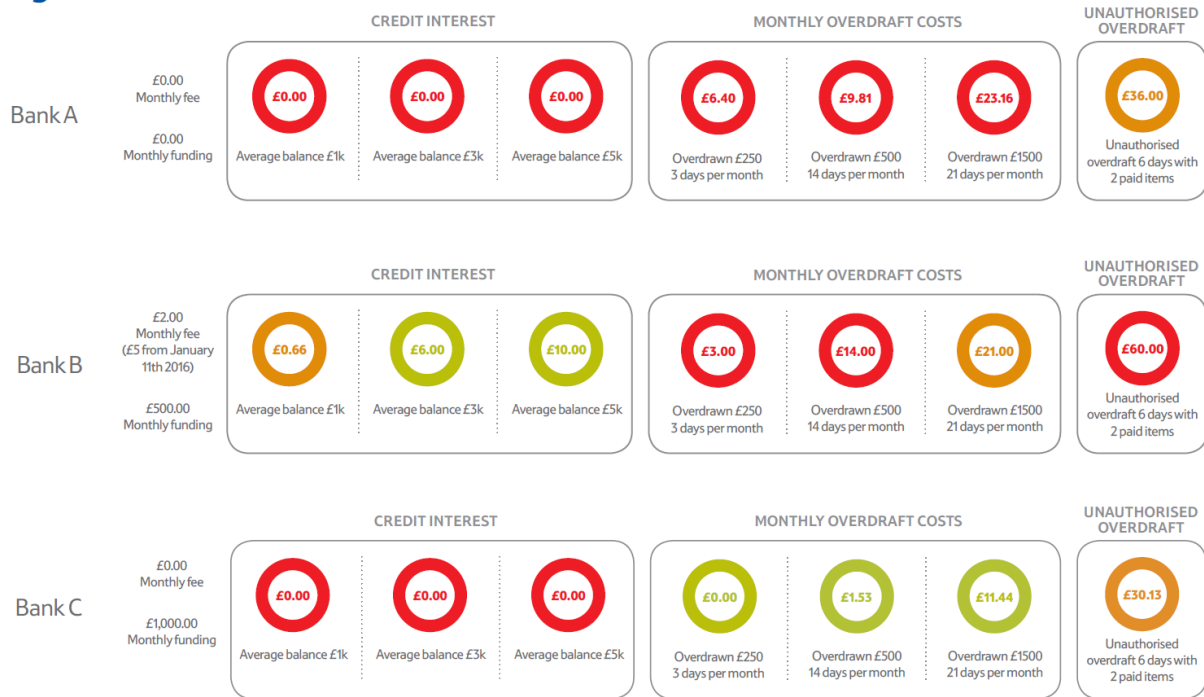 CREDIT INTEREST
MONTHLY OVERDRAFT COSTS
UNAUTHORISED
OVERDRAFT
Bank A
£0.00
Monthly fee
£0.00
Monthly funding
£0.00
£0.00
£0.00
Average balance £1k
Average balance £3k
Average balance £5k
£6.40
£9.81
£23.16
Overdrawn £250
3 days per month
Overdrawn £500
14 days per month
Overdrawn £1500
21 days per month
£36.00
Unauthorised
overdraft 6 days with
2 paid items
CREDIT INTEREST
MONTHLY OVERDRAFT COSTS
UNAUTHORISED
OVERDRAFT
Bank B
£2.00
Monthly fee
(£5 from January
11th 2016)
£500.00
Monthly funding
£0.66
£6.00
£10.00
Average balance £1k
Average balance £3k
Average balance £5k
£3.00
£14.00
£21.00
Overdrawn £250
3 days per month
Overdrawn £500
14 days per month
Overdrawn £1500
21 days per month
£60.00
Unauthorised
overdraft 6 days with
2 paid items
CREDIT INTEREST
MONTHLY OVERDRAFT COSTS
UNAUTHORISED
OVERDRAFT
Bank C
£0.00
Monthly fee
£1,000.00
Monthly funding
£0.00
£0.00
£0.00
Average balance £1k
Average balance £3k
Average balance £5k
£0.00
£1.53
£11.44
Overdrawn £250
3 days per month
Overdrawn £500
14 days per month
Overdrawn £1500
21 days per month
£30.13
Unauthorised
overdraft 6 days with
2 paid items